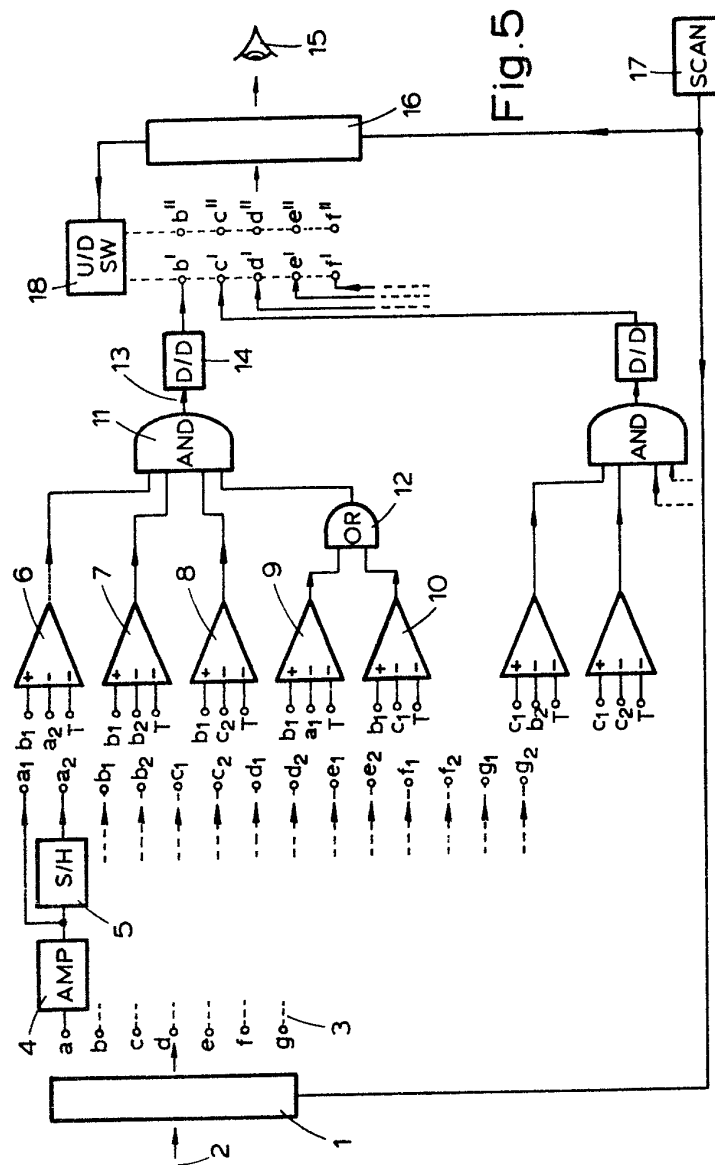 Fig.5
15
16
17
SCAN
18
U/D
SW
b' b''
c' c''
d' d''
e' e''
f' f''
13
D/D
14
11
AND
OR
12
D/D
AND
6
7
8
9
10
b₁ +
a₂ −
T −
b₁ +
b₂ −
T −
b₁ +
c₂ −
T −
b₁ +
a₁ −
T −
b₁ +
c₁ −
T −
c₁ +
b₂ −
T −
c₁ +
c₂ −
T −
a₁
a₂
b₁
b₂
c₁
c₂
d₁
d₂
e₁
e₂
f₁
f₂
g₁
g₂
S/H
5
AMP
4
a
b
c
d
e
f
g
3
2
1